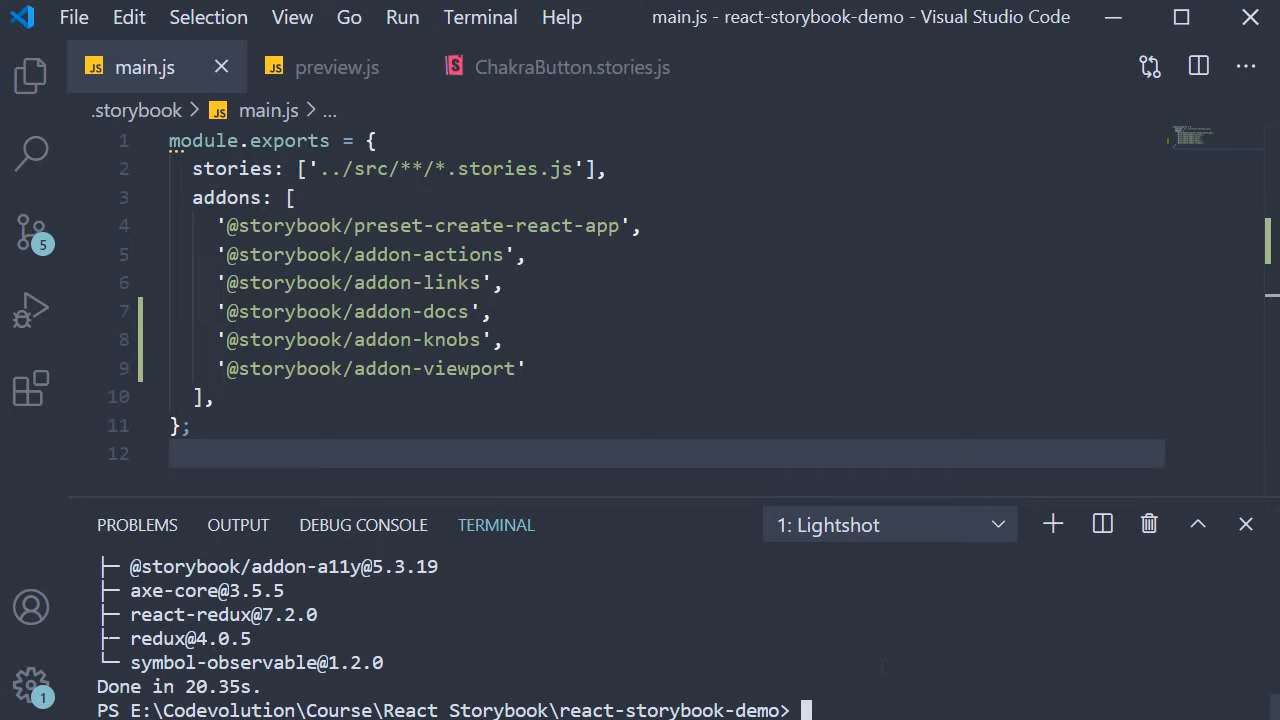 File Edit Selection View Go Run Terminal Help main.js - react-storybook-demo - Visual Studio Code
JS main.js preview.js ChakraButton.stories.js
.storybook > JS main.js > ...
1 module.exports = {
2 stories: ['../src/**/*.stories.js'],
3 addons: [
4 '@storybook/preset-create-react-app',
5 '@storybook/addon-actions',
6 '@storybook/addon-links',
7 '@storybook/addon-docs',
8 '@storybook/addon-knobs',
9 '@storybook/addon-viewport'
10 ],
11 };
12
5
PROBLEMS OUTPUT DEBUG CONSOLE TERMINAL 1: Lightshot
├─ @storybook/addon-a11y@5.3.19
├─ axe-core@3.5.5
├─ react-redux@7.2.0
├─ redux@4.0.5
└─ symbol-observable@1.2.0
Done in 20.35s.
1
PS E:\Codevolution\Course\React Storybook\react-storybook-demo>